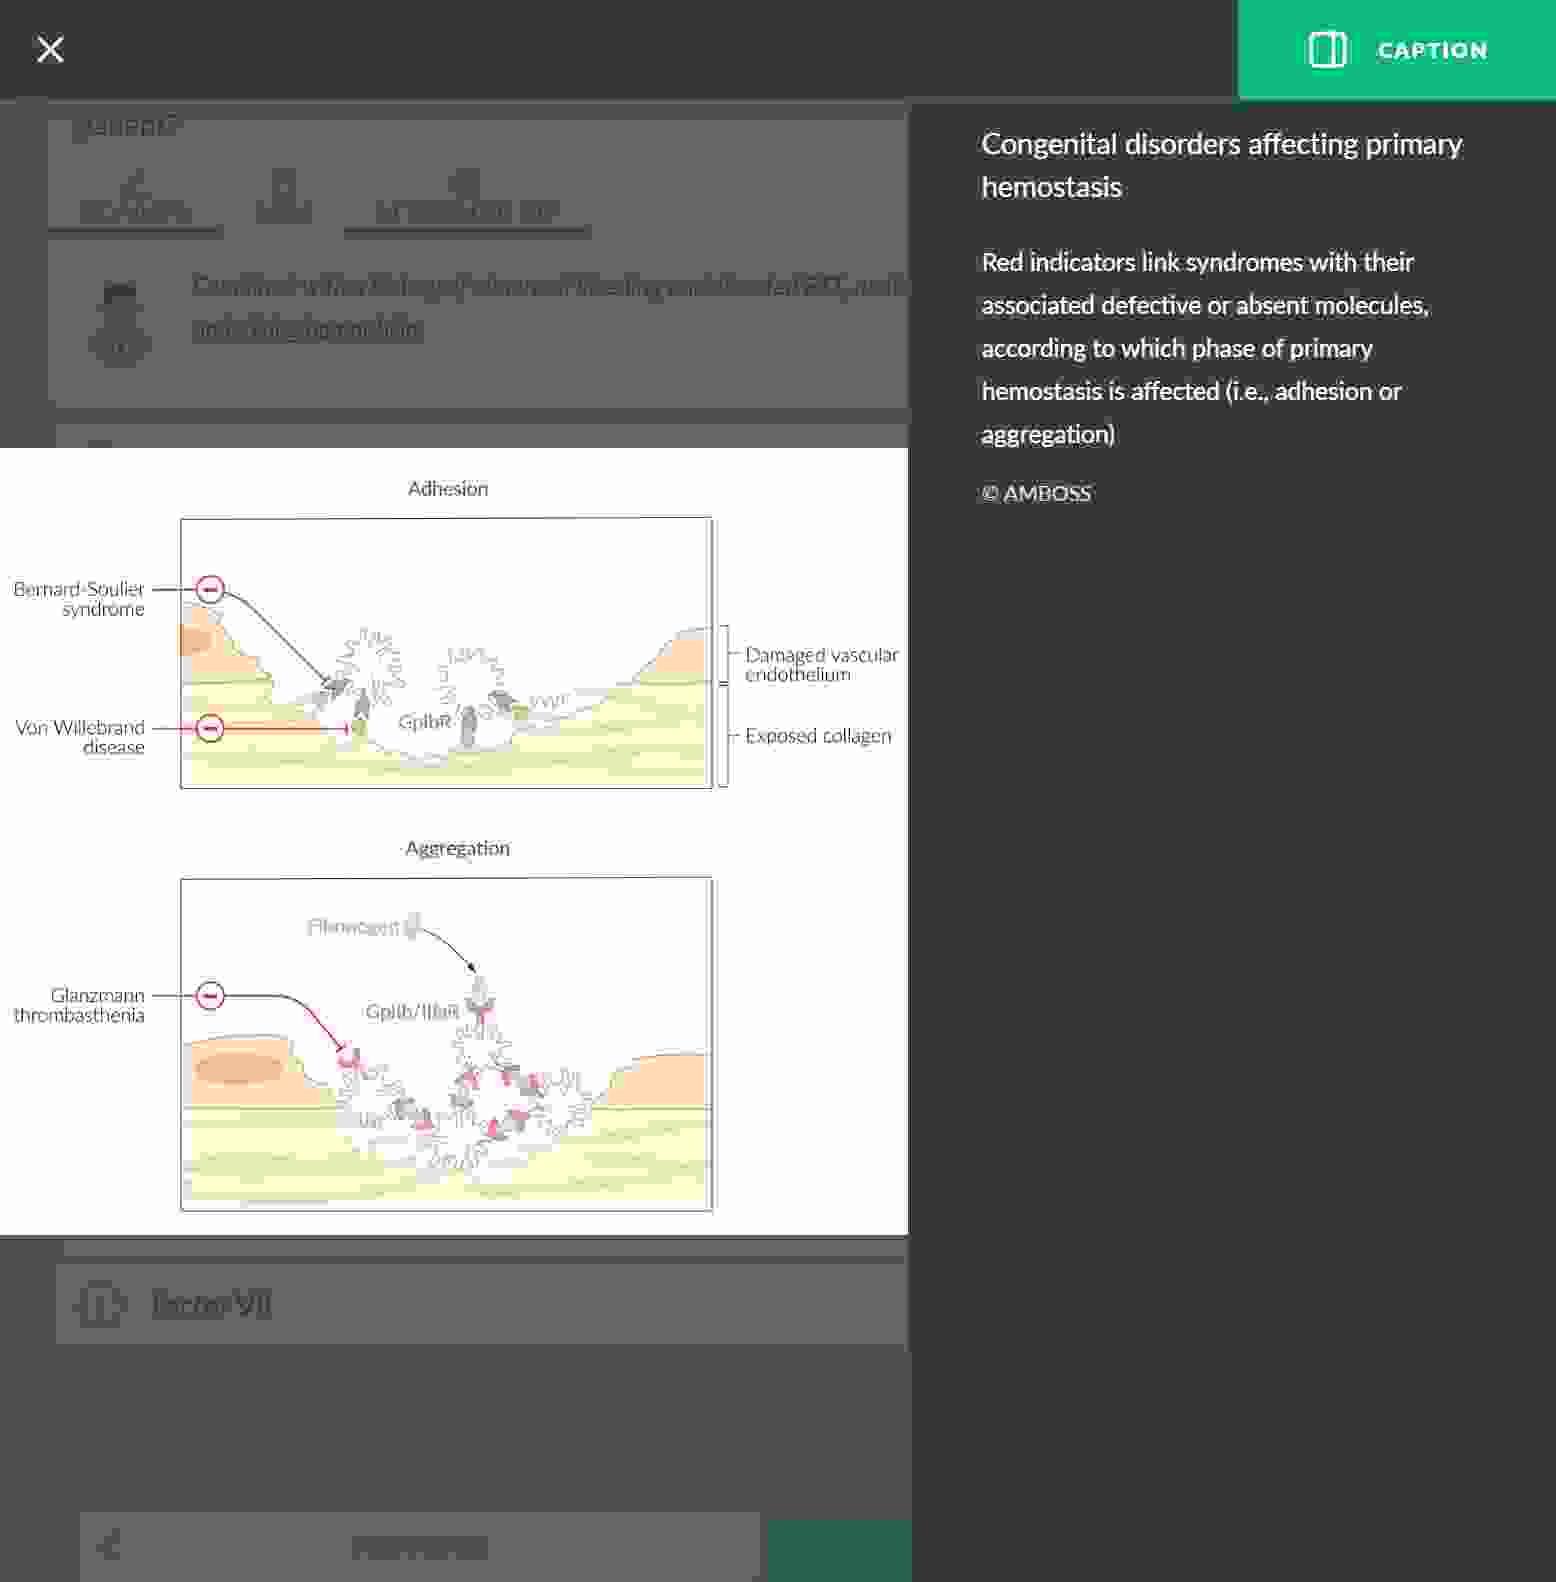 CAPTION
Congenital disorders affecting primary
hemostasis
Red indicators link syndromes with their
associated defective or absent molecules,
according to which phase of primary
hemostasis is affected (i.e., adhesion or
aggregation)
© AMBOSS
Adhesion
Bernard-Soulier
syndrome
Damaged vascular
endothelium
VWF
GpIbR
Von Willebrand
disease
Exposed collagen
Aggregation
Fibrinogen
Glanzmann
thrombasthenia
GpIIb/IIIaR
factor VII